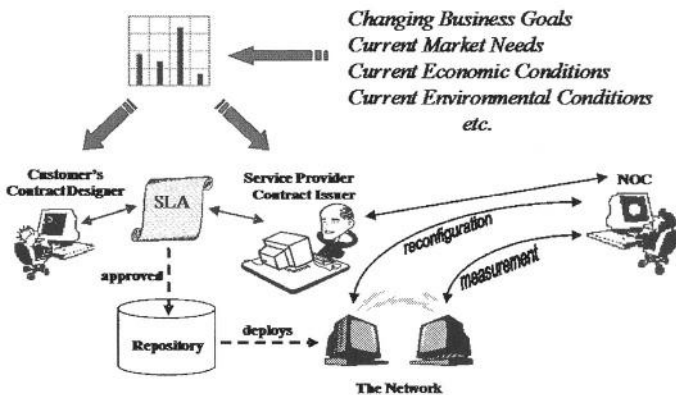 Changing Business Goals
Current Market Needs
Current Economic Conditions
Current Environmental Conditions
etc.
Customer's
Contract Designer
SLA
Service Provider
Contract Issuer
NOC
reconfiguration
measurement
approved
Repository
deploys
The Network